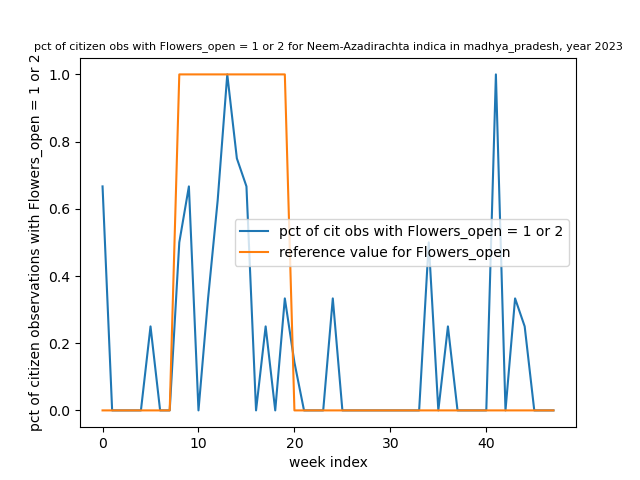 pct of citizen obs with Flowers_open = 1 or 2 for Neem-Azadirachta indica in madhya_pradesh, year 2023
pct of citizen observations with Flowers_open = 1 or 2
1.0
0.8
0.6
0.4
0.2
0.0
pct of cit obs with Flowers_open = 1 or 2
reference value for Flowers_open
0 10 20 30 40
week index